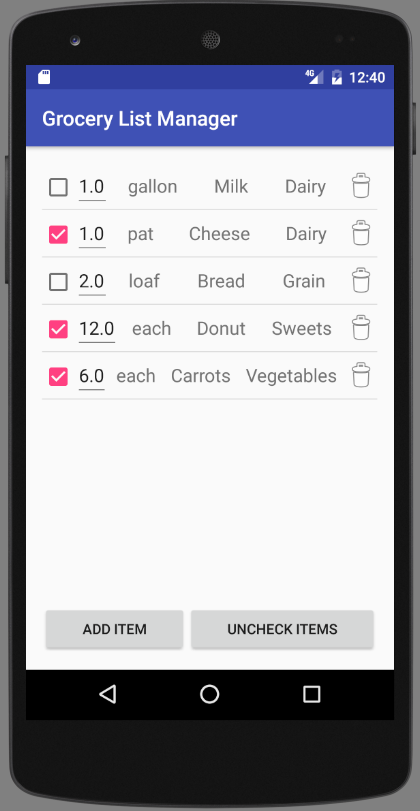 4G 12:40
Grocery List Manager
1.0 gallon Milk Dairy
1.0 pat Cheese Dairy
2.0 loaf Bread Grain
12.0 each Donut Sweets
6.0 each Carrots Vegetables
ADD ITEM UNCHECK ITEMS